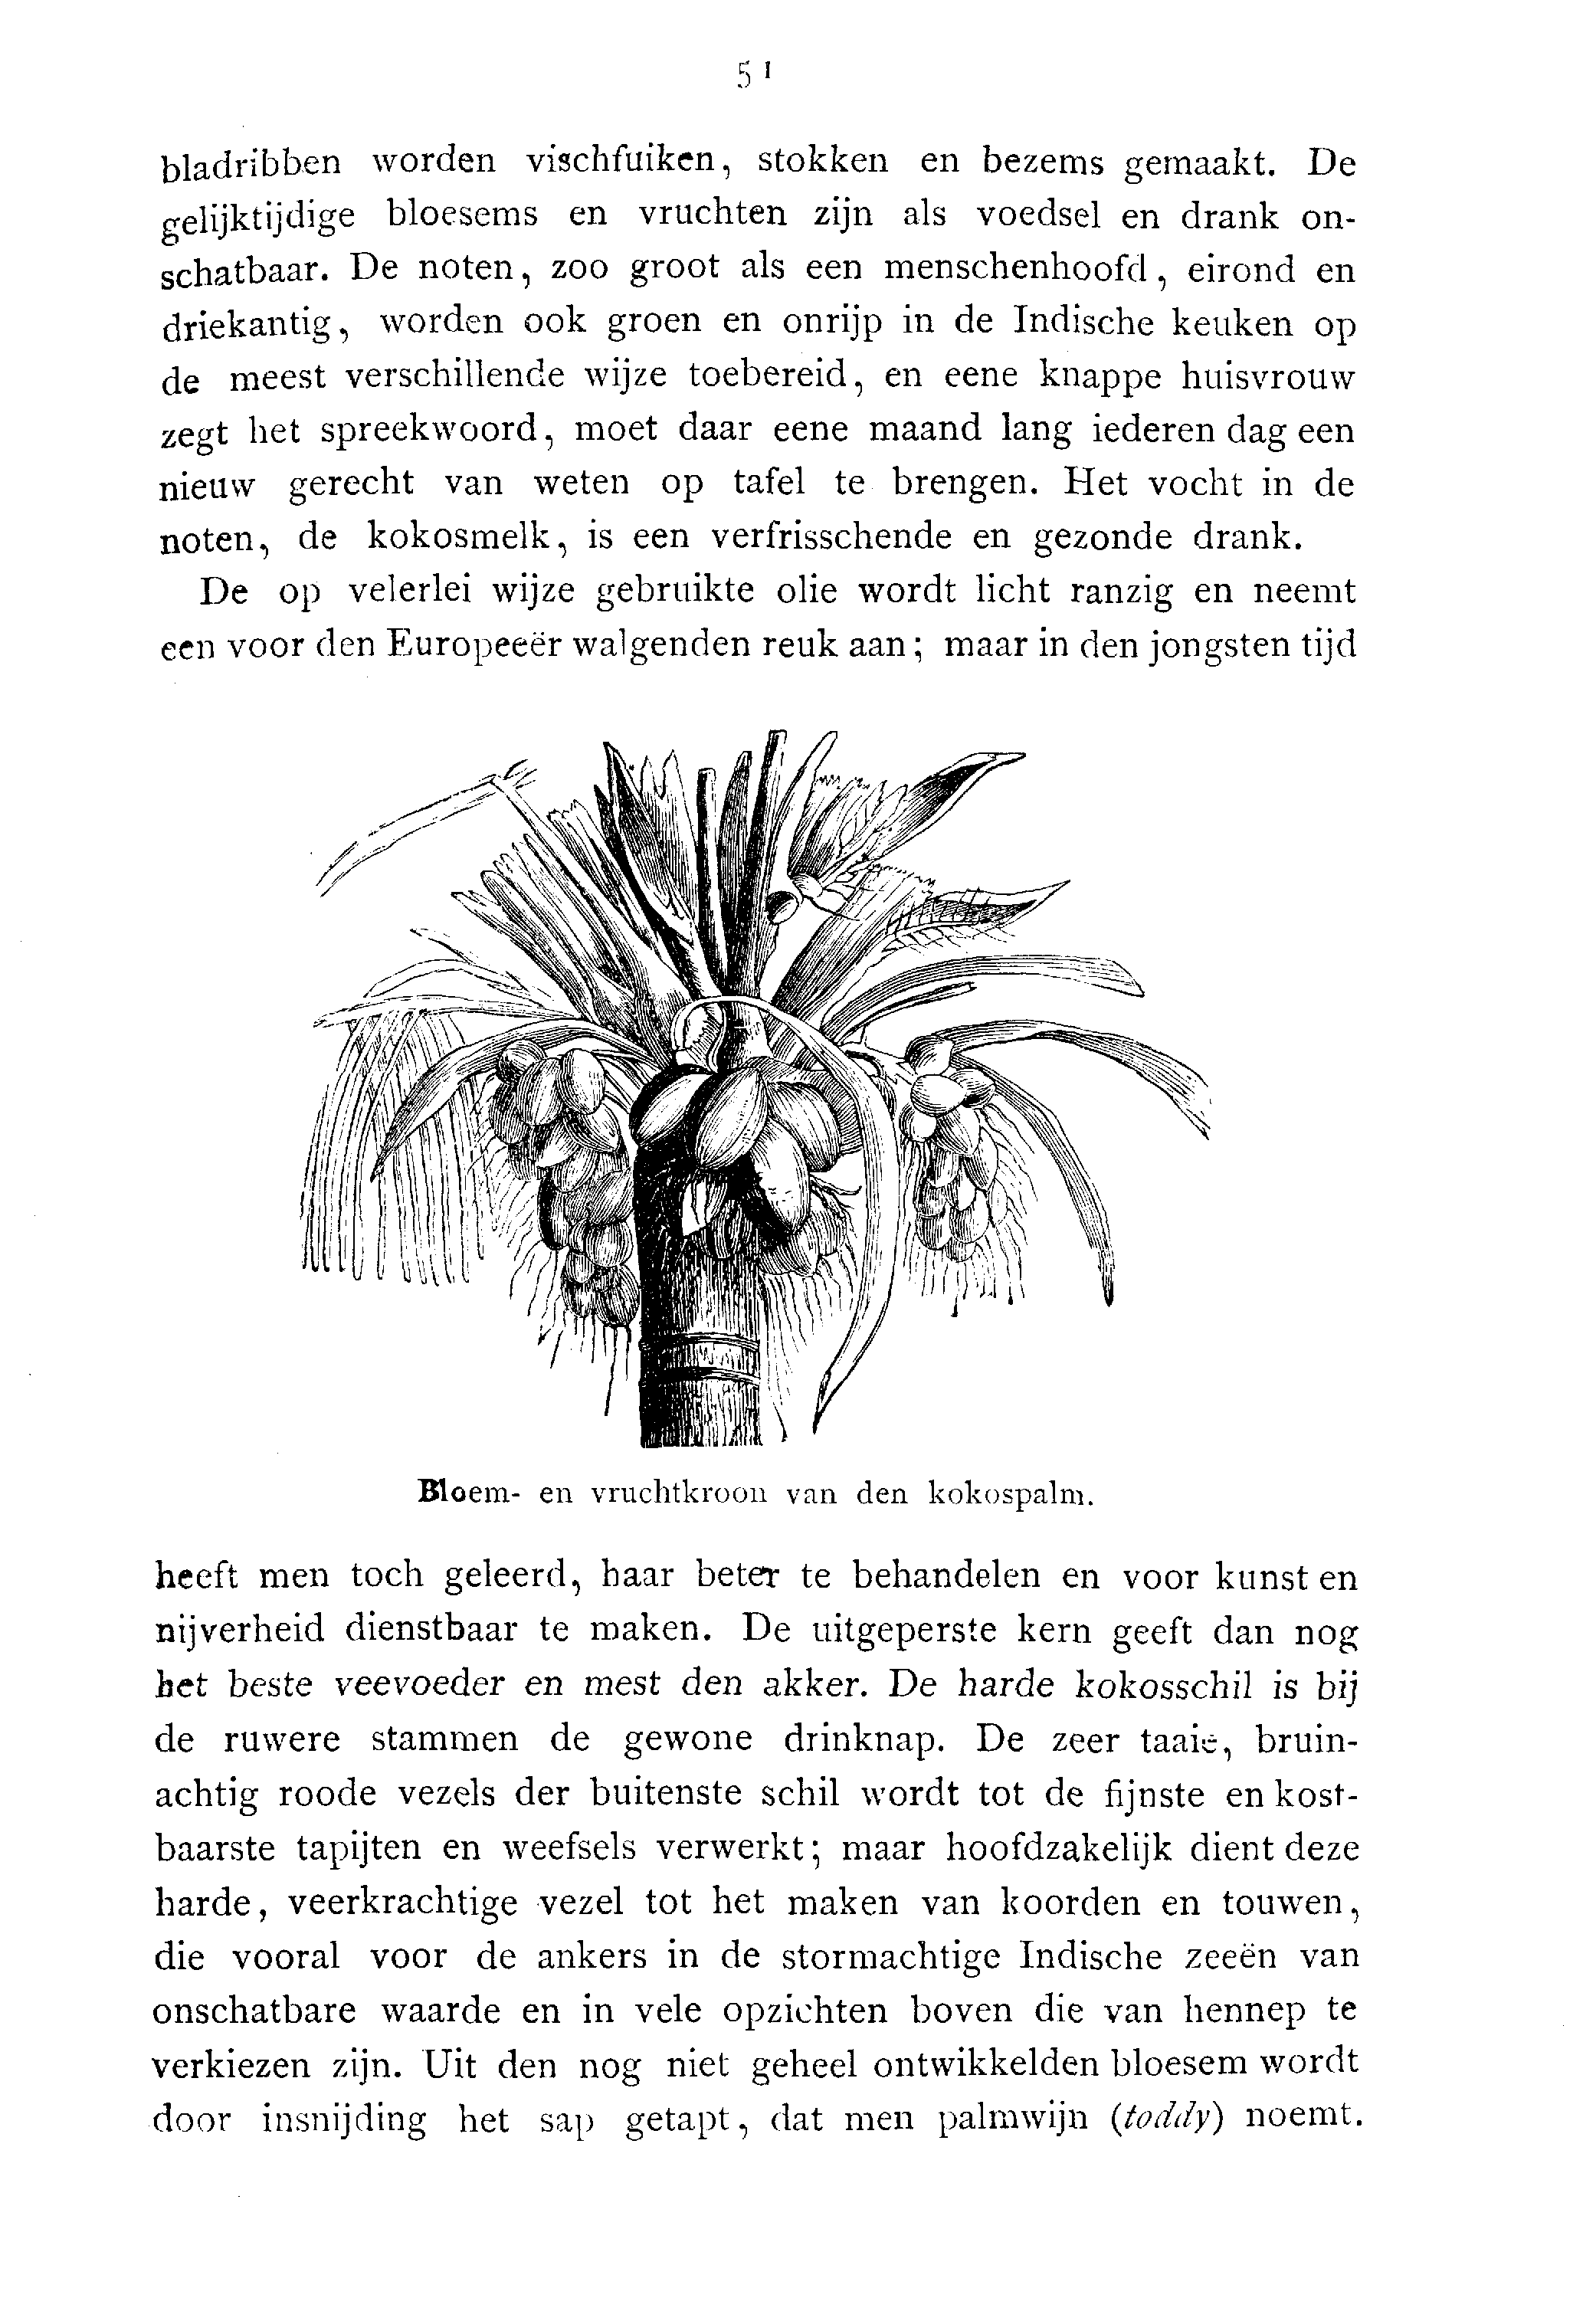 51
bladribben worden vischfuiken, stokken en bezems gemaakt. De
gelijktijdige bloesems en vruchten zijn als voedsel en drank on-
schatbaar. De noten, zoo groot als een menschenhoofd, eirond en
driekantig, worden ook groen en onrijp in de Indische keuken op
de meest verschillende wijze toebereid, en eene knappe huisvrouw
zegt het spreekwoord, moet daar eene maand lang iederen dag een
nieuw gerecht van weten op tafel te brengen. Het vocht in de
noten, de kokosmelk, is een verfrisschende en gezonde drank.
De op velerlei wijze gebruikte olie wordt licht ranzig en neemt
een voor den Europeeër walgenden reuk aan; maar in den jongsten tijd
Bloem- en vruchtkroon van den kokospalm.
heeft men toch geleerd, haar beter te behandelen en voor kunst en
nijverheid dienstbaar te maken. De uitgeperste kern geeft dan nog
het beste veevoeder en mest den akker. De harde kokosschil is bij
de ruwere stammen de gewone drinknap. De zeer taaie, bruin-
achtig roode vezels der buitenste schil wordt tot de fijnste en kost-
baarste tapijten en weefsels verwerkt; maar hoofdzakelijk dient deze
harde, veerkrachtige vezel tot het maken van koorden en touwen,
die vooral voor de ankers in de stormachtige Indische zeeën van
onschatbare waarde en in vele opzichten boven die van hennep te
verkiezen zijn. Uit den nog niet geheel ontwikkelden bloesem wordt
door insnijding het sap getapt, dat men palmwijn (toddy) noemt.